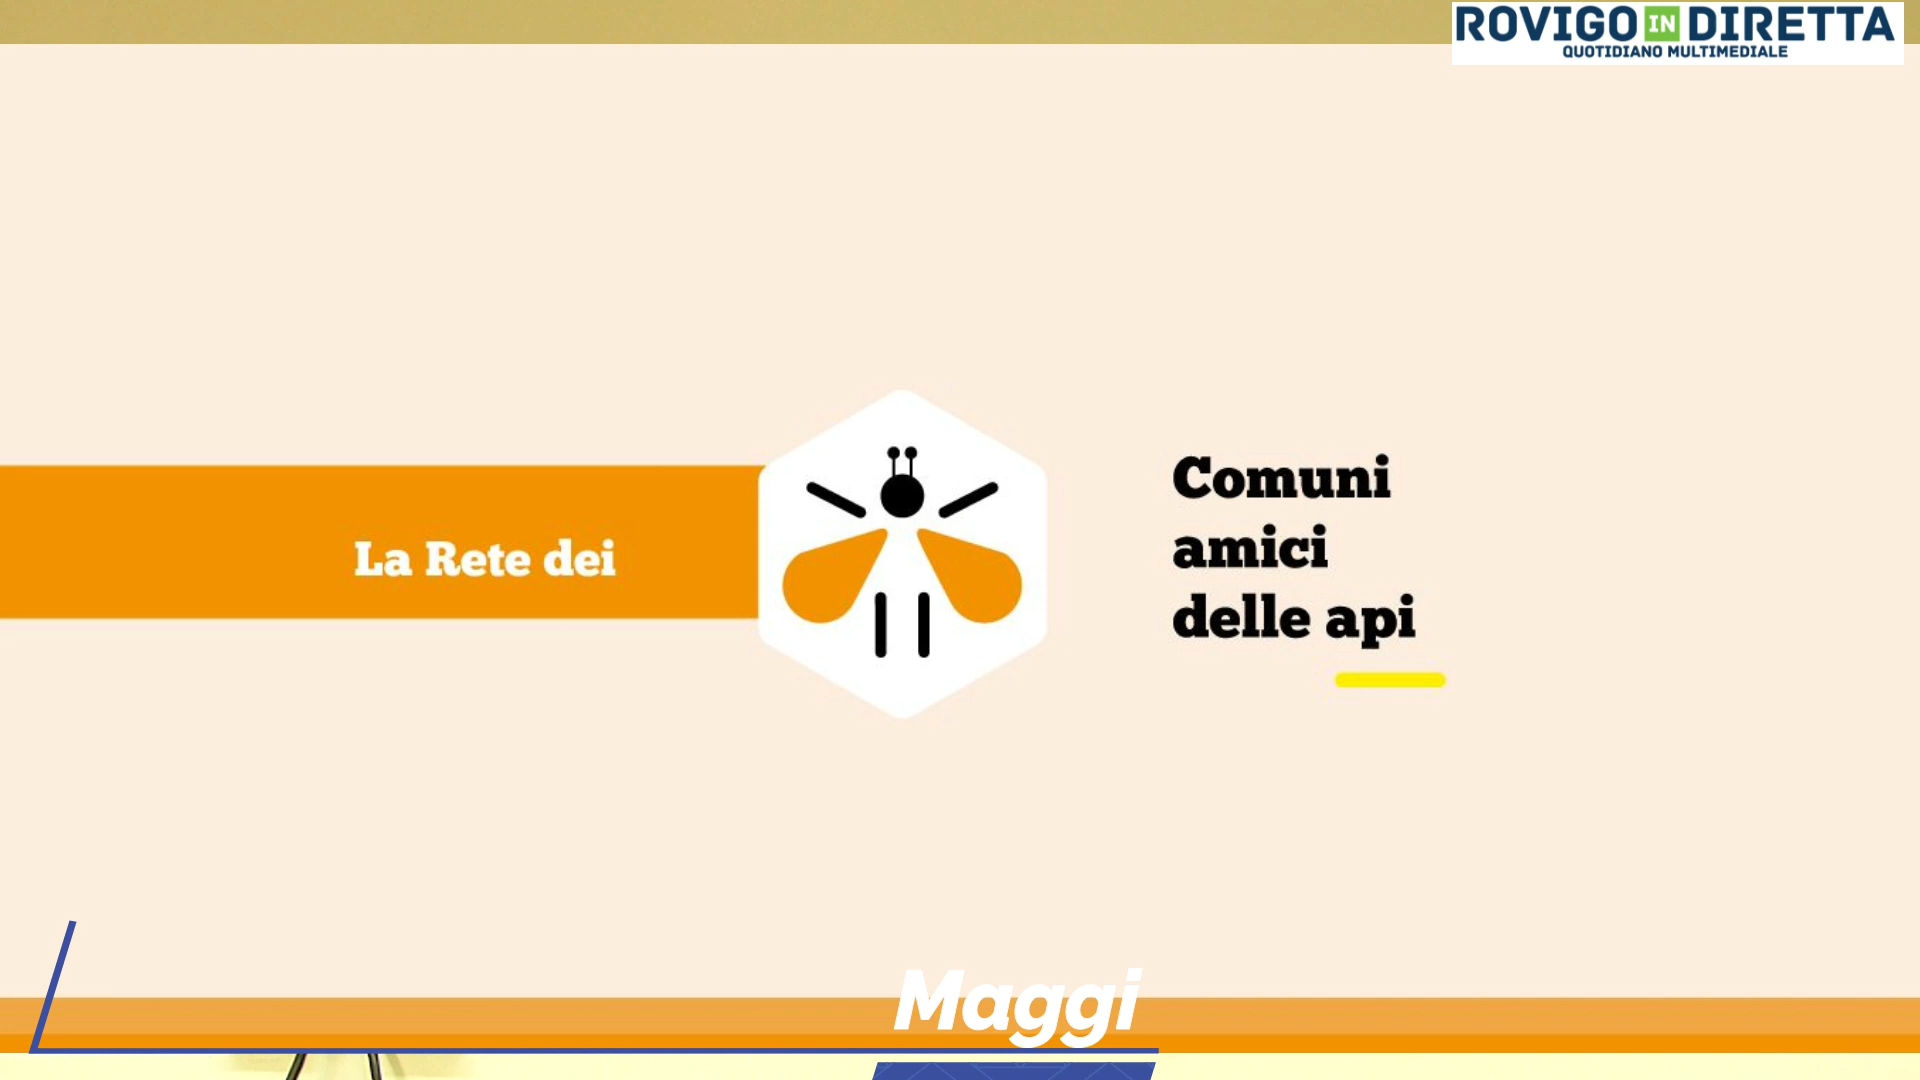 ROVIGO IN DIRETTA
QUOTIDIANO MULTIMEDIALE
La Rete dei
Comuni
amici
delle api
Maggi